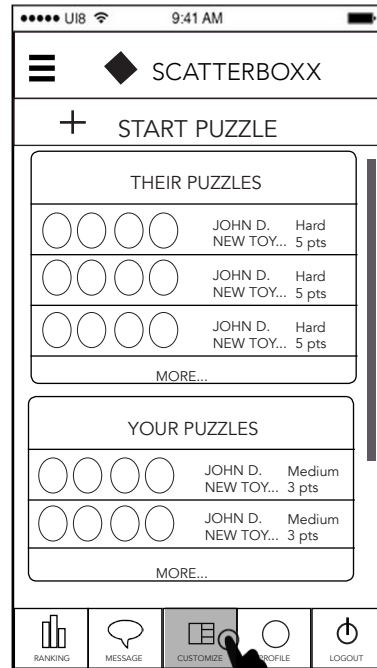 UI8 9:41 AM
SCATTERBOXX
+ START PUZZLE
THEIR PUZZLES
JOHN D. Hard
NEW TOY... 5 pts
JOHN D. Hard
NEW TOY... 5 pts
JOHN D. Hard
NEW TOY... 5 pts
MORE...
YOUR PUZZLES
JOHN D. Medium
NEW TOY... 3 pts
JOHN D. Medium
NEW TOY... 3 pts
MORE...
RANKING MESSAGE CUSTOMIZE PROFILE LOGOUT